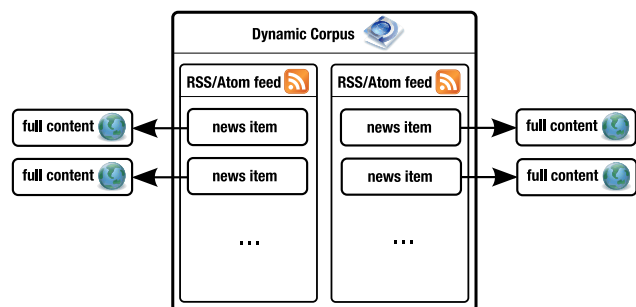 Dynamic Corpus
RSS/Atom feed
RSS/Atom feed
full content
news item
news item
full content
full content
news item
news item
full content
...
...